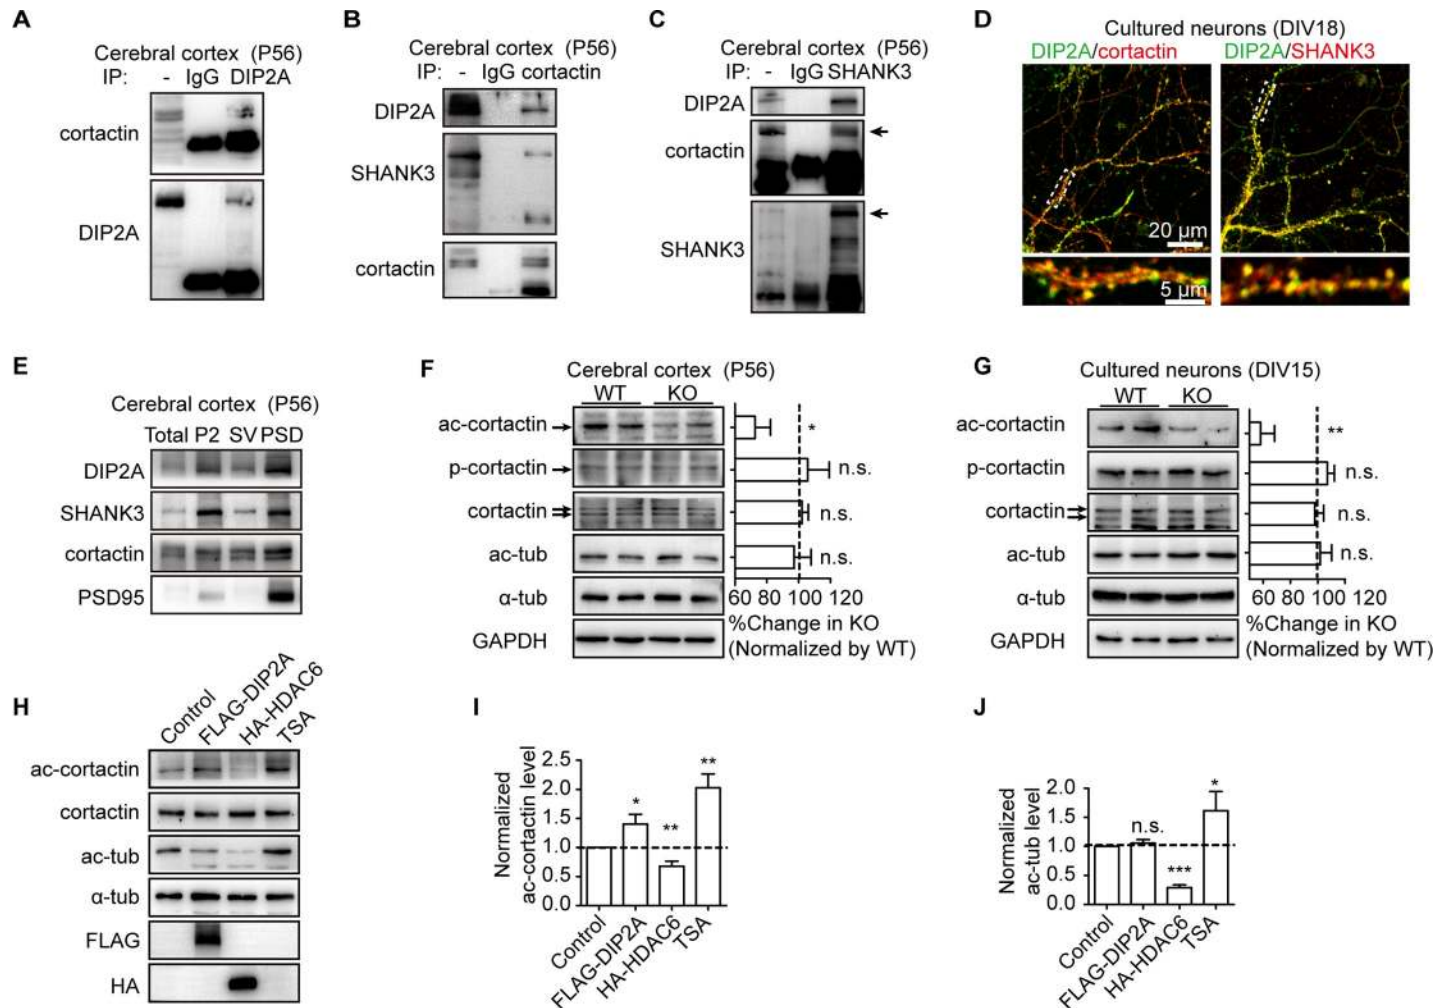 A
Cerebral cortex (P56)
IP: - IgG DIP2A
cortactin
DIP2A
B
Cerebral cortex (P56)
IP: - IgG cortactin
DIP2A
SHANK3
cortactin
C
Cerebral cortex (P56)
IP: - IgG SHANK3
DIP2A
cortactin
SHANK3
D
Cultured neurons (DIV18)
DIP2A/cortactin DIP2A/SHANK3
20 µm
5 µm
E
Cerebral cortex (P56)
Total P2 SV PSD
DIP2A
SHANK3
cortactin
PSD95
F
Cerebral cortex (P56)
WT KO
ac-cortactin *
p-cortactin n.s.
cortactin n.s.
ac-tub n.s.
α-tub
60 80 100 120
GAPDH
%Change in KO
(Normalized by WT)
G
Cultured neurons (DIV15)
WT KO
ac-cortactin **
p-cortactin n.s.
cortactin n.s.
ac-tub n.s.
α-tub
60 80 100 120
GAPDH
%Change in KO
(Normalized by WT)
H
Control FLAG-DIP2A HA-HDAC6 TSA
ac-cortactin
cortactin
ac-tub
α-tub
FLAG
HA
I
Normalized
ac-cortactin level
2.5
2.0
1.5
1.0
0.5
0.0
* ** **
Control FLAG-DIP2A HA-HDAC6 TSA
J
Normalized
ac-tub level
2.0
1.5
1.0
0.5
0.0
n.s. *** *
Control FLAG-DIP2A HA-HDAC6 TSA